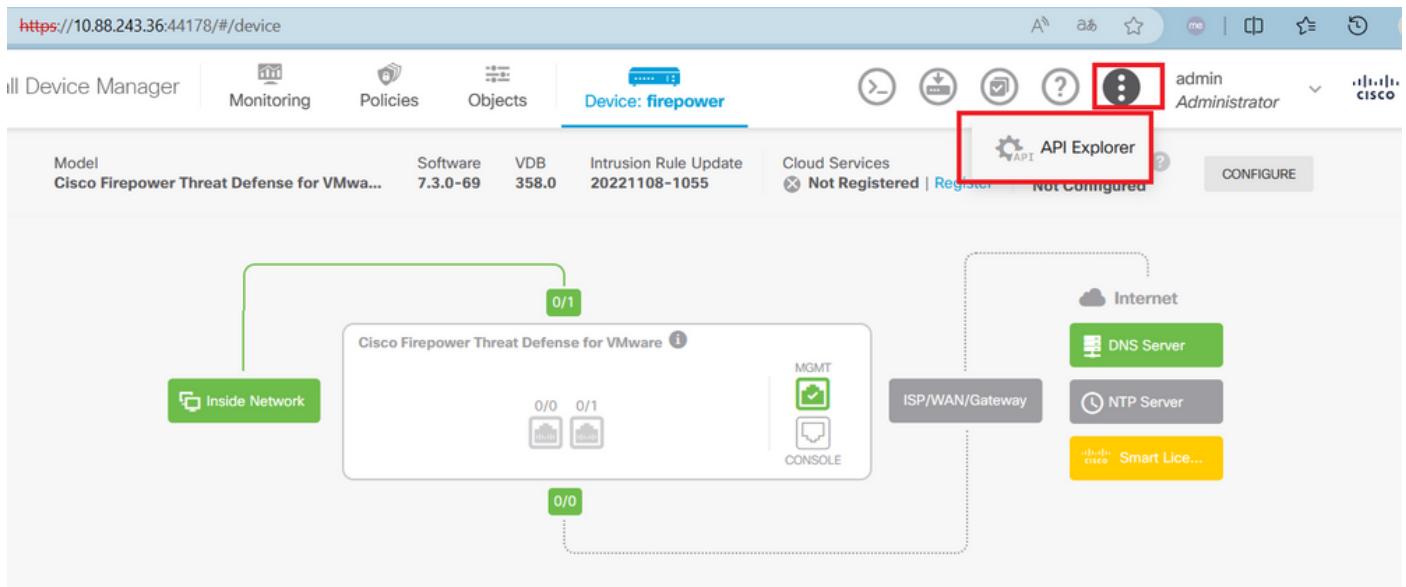 https://10.88.243.36:44178/#/device
ll Device Manager
Monitoring
Policies
Objects
Device: firepower
admin
Administrator
cisco
API
API Explorer
Model
Cisco Firepower Threat Defense for VMwa...
Software
7.3.0-69
VDB
358.0
Intrusion Rule Update
20221108-1055
Cloud Services
Not Registered | Register
Not Configured
CONFIGURE
0/1
Internet
Cisco Firepower Threat Defense for VMware
DNS Server
MGMT
Inside Network
0/0 0/1
ISP/WAN/Gateway
NTP Server
CONSOLE
cisco Smart Lice...
0/0